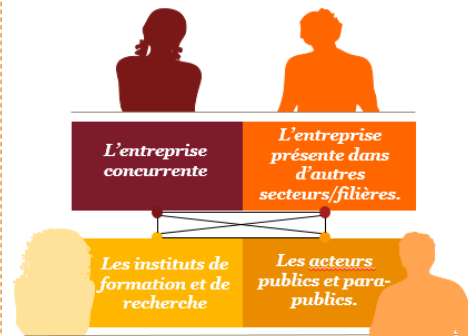 L'entreprise
concurrente
L'entreprise
présente dans
d'autres
secteurs/filières.
Les instituts de
formation et de
recherche
Les acteurs
publics et para-
publics.